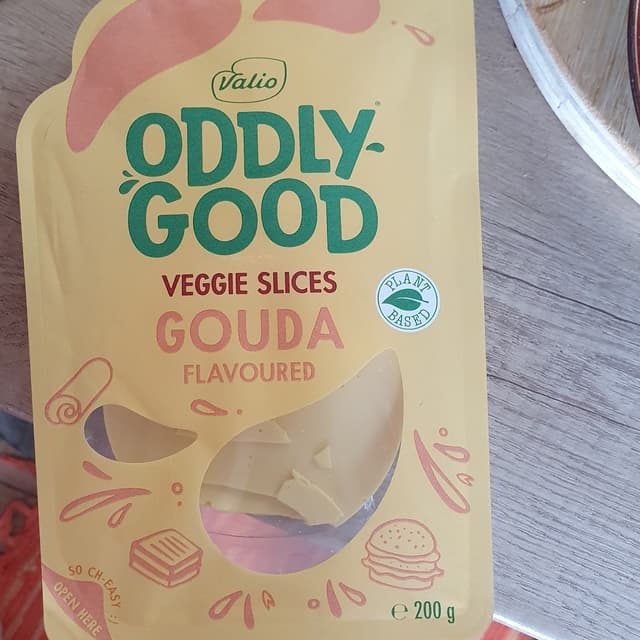 Valio
ODDLY
GOOD
VEGGIE SLICES
GOUDA
FLAVOURED
PLANT
BASED
SO CH-EASY :)
OPEN HERE
℮ 200 g